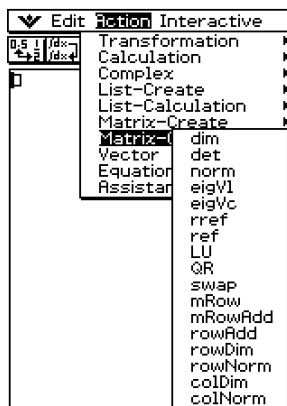 Edit Action Interactive
Transformation
Calculation
Complex
List-Create
List-Calculation
Matrix-Create
Matrix-C
Vector
Equation
Assistan
dim
det
norm
eigVl
eigVc
rref
ref
LU
QR
swap
mRow
mRowAdd
rowAdd
rowDim
rowNorm
colDim
colNorm